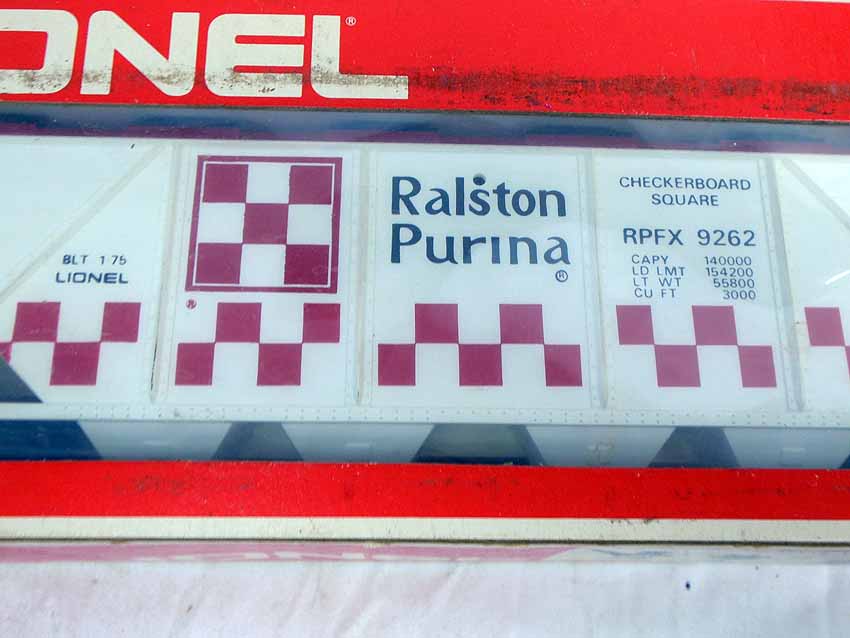 ONEL®
BLT 1 75
LIONEL
®
Ralston
Purina
®
CHECKERBOARD
SQUARE
RPFX 9262
CAPY 140000
LD LMT 154200
LT WT 55800
CU FT 3000